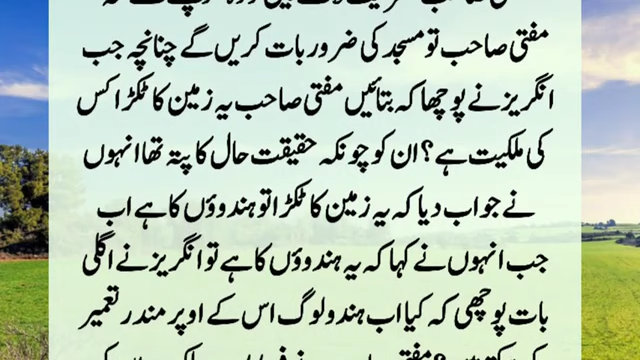 مفتی صاحب تو مسجد کی ضرور بات کریں گے چنانچہ جب
انگریز نے پوچھا کہ بتائیں مفتی صاحب یہ زمین کا ٹکڑا کس
کی ملکیت ہے؟ ان کو چونکہ حقیقت حال کا پتہ تھا انہوں
نے جواب دیا کہ یہ زمین کا ٹکڑا تو ہندوؤں کا ہے اب
جب انہوں نے کہا کہ یہ ہندوؤں کا ہے تو انگریز نے اگلی
بات پوچھی کہ کیا اب ہندو لوگ اس کے اوپر مندر تعمیر